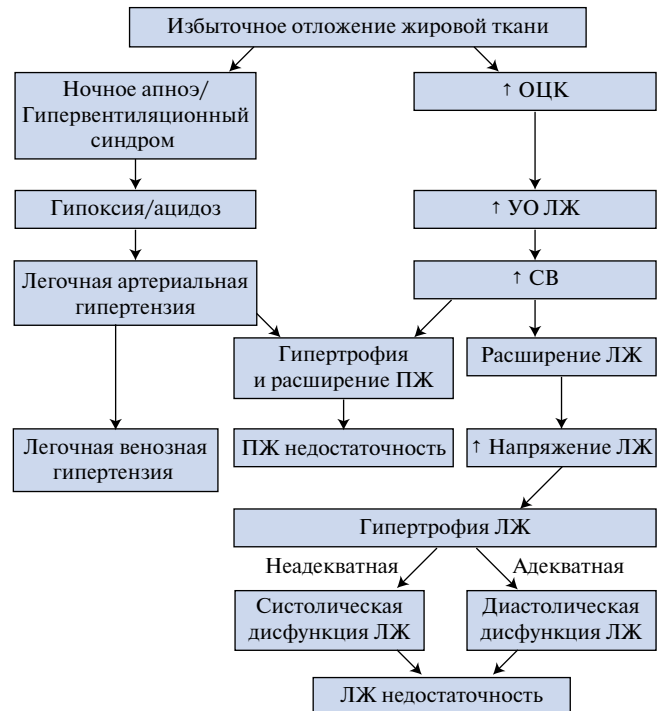 Избыточное отложение жировой ткани
Ночное апноэ/
Гипервентиляционный
синдром
↑ ОЦК
Гипоксия/ацидоз
↑ УО ЛЖ
Легочная артериальная
гипертензия
↑ СВ
Гипертрофия
и расширение ПЖ
Расширение ЛЖ
Легочная венозная
гипертензия
ПЖ недостаточность
↑ Напряжение ЛЖ
Гипертрофия ЛЖ
Неадекватная
Адекватная
Систолическая
дисфункция ЛЖ
Диастолическая
дисфункция ЛЖ
ЛЖ недостаточность